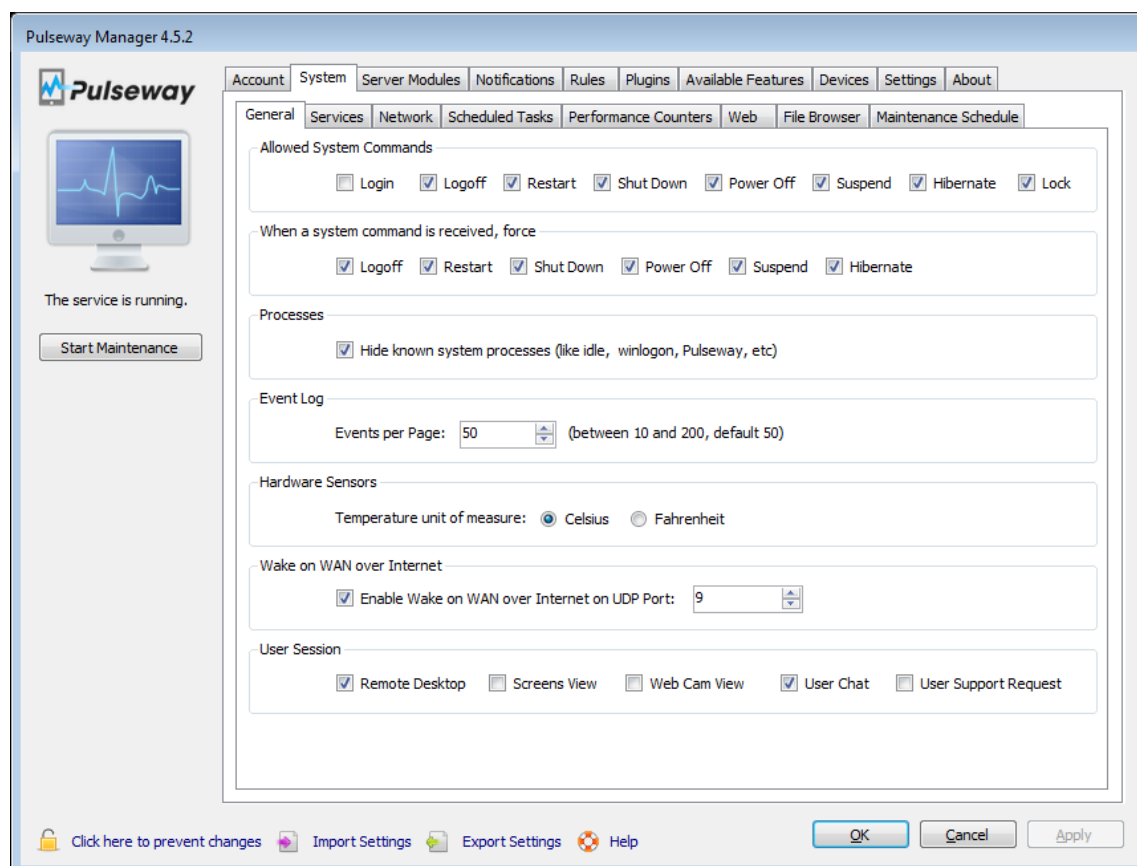 Pulseway Manager 4.5.2
Pulseway
Account System Server Modules Notifications Rules Plugins Available Features Devices Settings About
General Services Network Scheduled Tasks Performance Counters Web File Browser Maintenance Schedule
Allowed System Commands
Login Logoff Restart Shut Down Power Off Suspend Hibernate Lock
When a system command is received, force
Logoff Restart Shut Down Power Off Suspend Hibernate
The service is running.
Start Maintenance
Processes
Hide known system processes (like idle, winlogon, Pulseway, etc)
Event Log
Events per Page: 50 (between 10 and 200, default 50)
Hardware Sensors
Temperature unit of measure: Celsius Fahrenheit
Wake on WAN over Internet
Enable Wake on WAN over Internet on UDP Port: 9
User Session
Remote Desktop Screens View Web Cam View User Chat User Support Request
Click here to prevent changes Import Settings Export Settings Help OK Cancel Apply